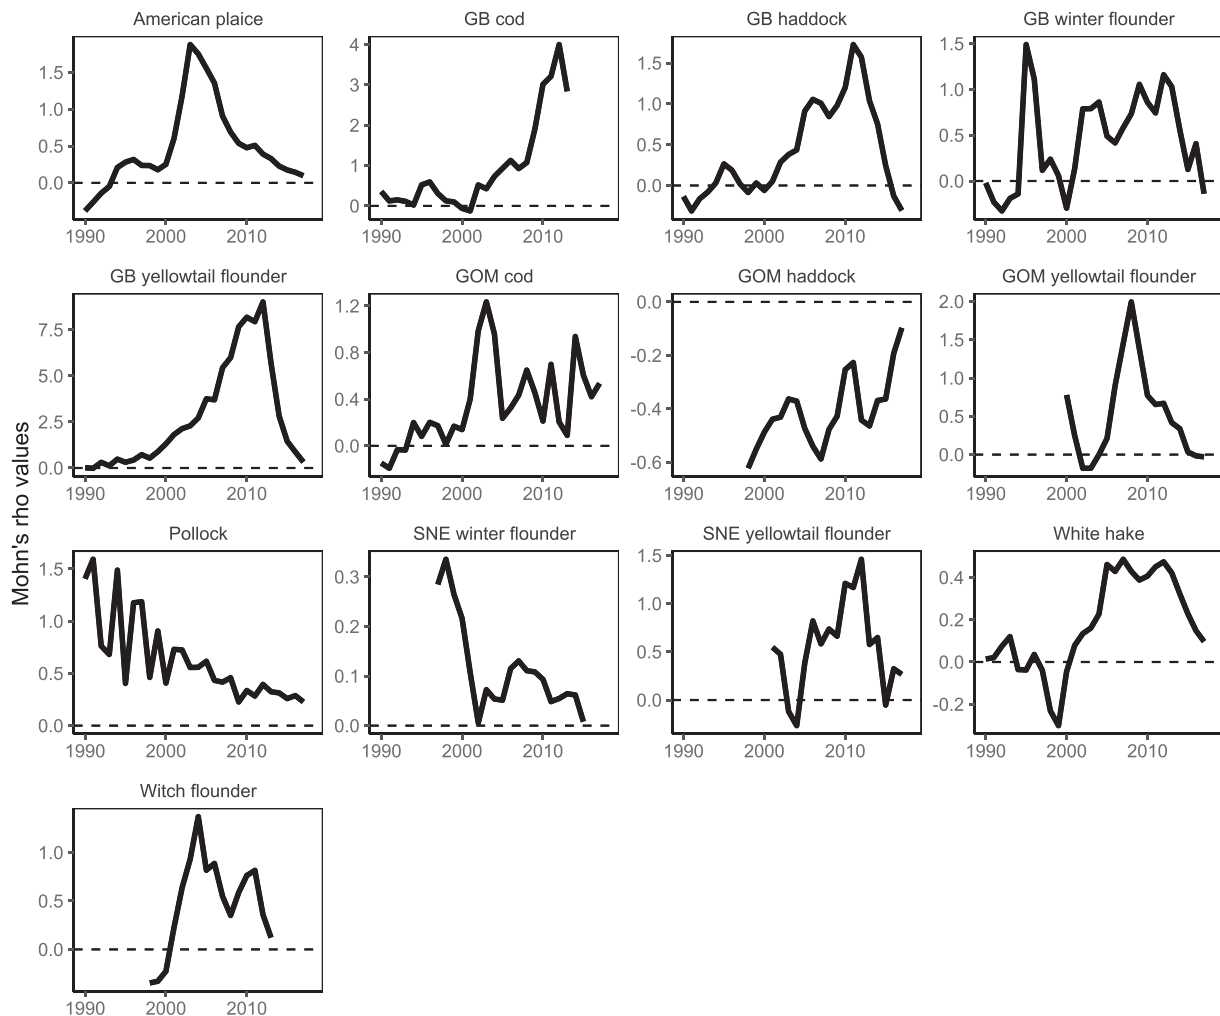 American plaice
GB cod
GB haddock
GB winter flounder
1.5
1.0
0.5
0.0
1990 2000 2010
4
3
2
1
0
1990 2000 2010
1.5
1.0
0.5
0.0
1990 2000 2010
1.5
1.0
0.5
0.0
1990 2000 2010
GB yellowtail flounder
GOM cod
GOM haddock
GOM yellowtail flounder
7.5
5.0
2.5
0.0
1990 2000 2010
1.2
0.8
0.4
0.0
1990 2000 2010
0.0
-0.2
-0.4
-0.6
1990 2000 2010
2.0
1.5
1.0
0.5
0.0
1990 2000 2010
Mohn's rho values
Pollock
SNE winter flounder
SNE yellowtail flounder
White hake
1.5
1.0
0.5
0.0
1990 2000 2010
0.3
0.2
0.1
0.0
1990 2000 2010
1.5
1.0
0.5
0.0
1990 2000 2010
0.4
0.2
0.0
-0.2
1990 2000 2010
Witch flounder
1.0
0.5
0.0
1990 2000 2010